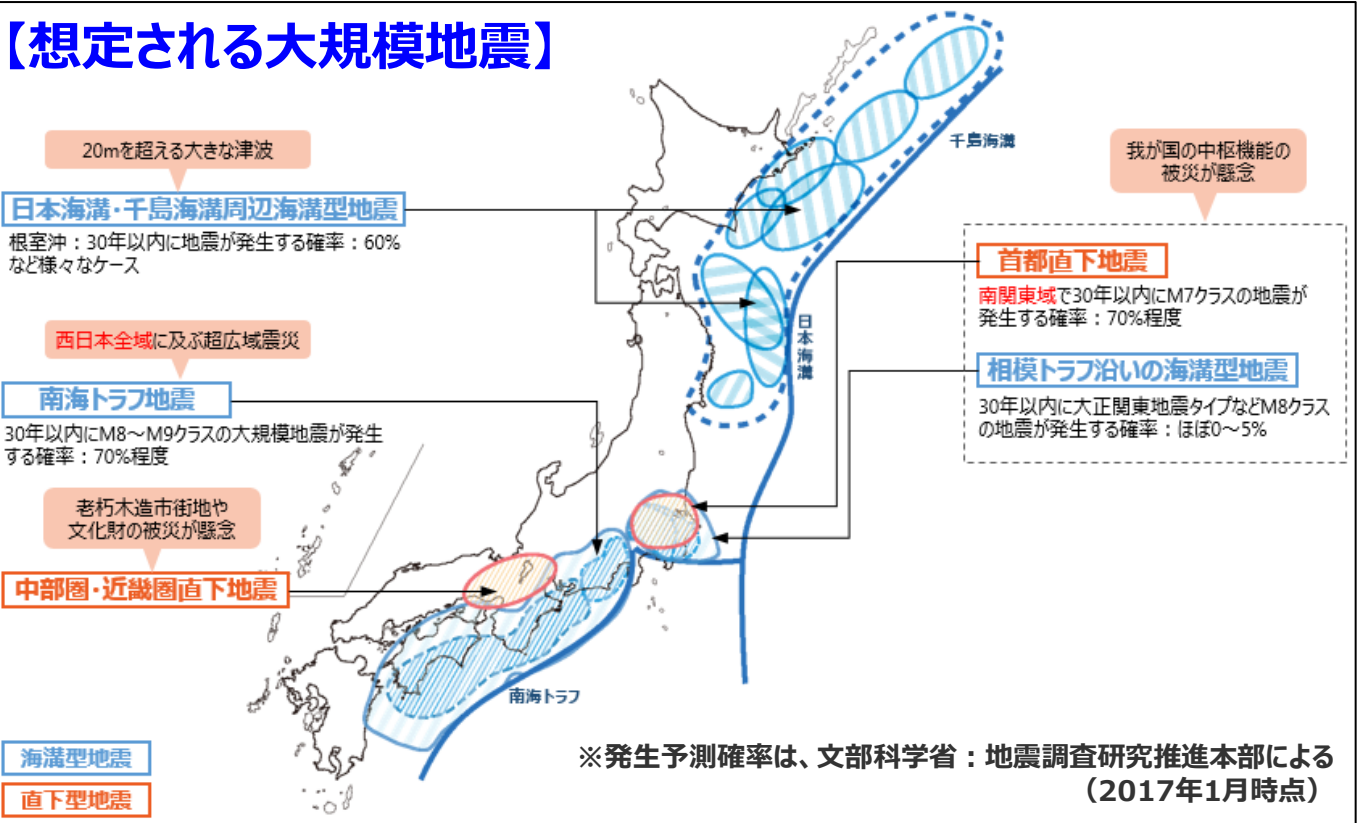 【想定される大規模地震】
20mを超える大きな津波
日本海溝・千島海溝周辺海溝型地震
根室沖：30年以内に地震が発生する確率：60%
など様々なケース
西日本全域に及ぶ超広域震災
南海トラフ地震
30年以内にM8～M9クラスの大規模地震が発生
する確率：70%程度
老朽木造市街地や
文化財の被災が懸念
中部圏・近畿圏直下地震
海溝型地震
直下型地震
千島海溝
日本海溝
南海トラフ
我が国の中枢機能の
被災が懸念
首都直下地震
南関東域で30年以内にM7クラスの地震が
発生する確率：70%程度
相模トラフ沿いの海溝型地震
30年以内に大正関東地震タイプなどM8クラス
の地震が発生する確率：ほぼ0～5%
※発生予測確率は、文部科学省：地震調査研究推進本部による
（2017年1月時点）